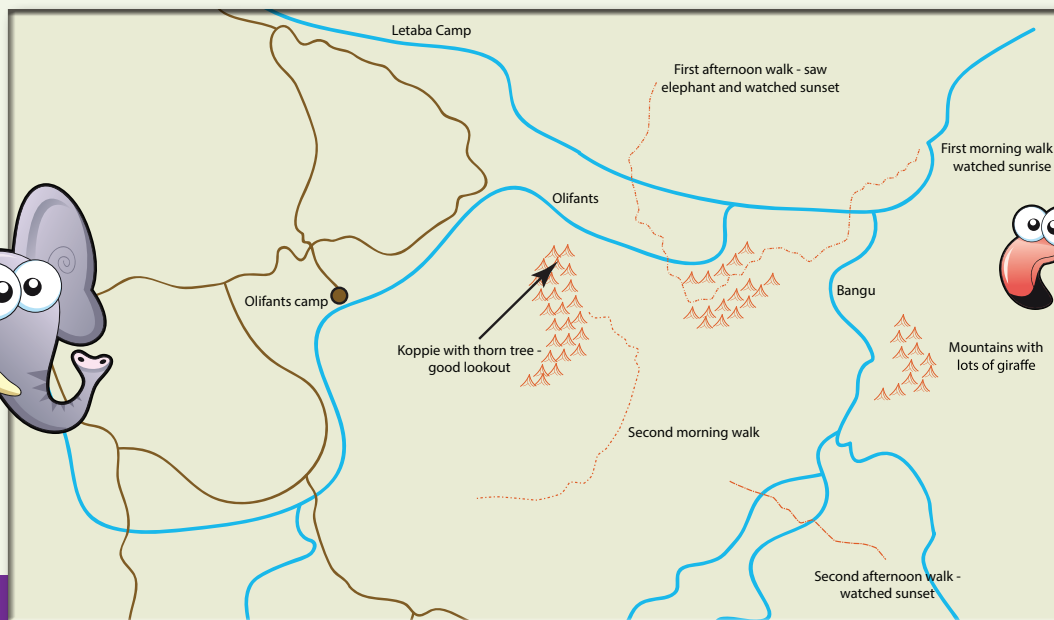 Letaba Camp
First afternoon walk - saw
elephant and watched sunset
First morning walk
watched sunrise
Olifants
Olifants camp
Bangu
Koppie with thorn tree -
good lookout
Mountains with
lots of giraffe
Second morning walk
Second afternoon walk -
watched sunset